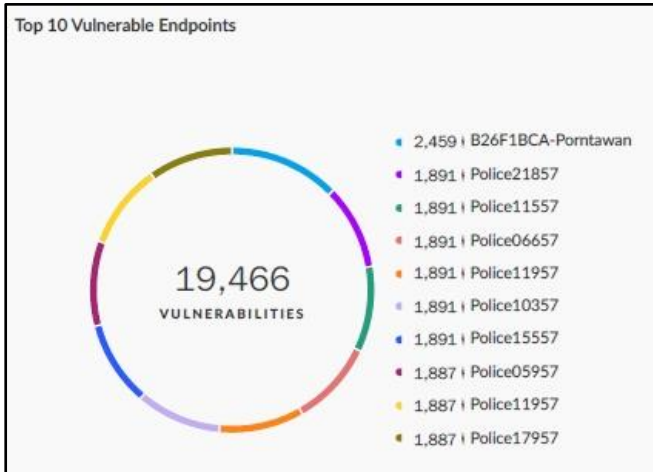 Top 10 Vulnerable Endpoints
2,459 B26F1BCA-Porntawan
1,891 Police21857
1,891 Police11557
1,891 Police06657
1,891 Police11957
1,891 Police10357
1,891 Police15557
1,887 Police05957
1,887 Police11957
1,887 Police17957
19,466
VULNERABILITIES